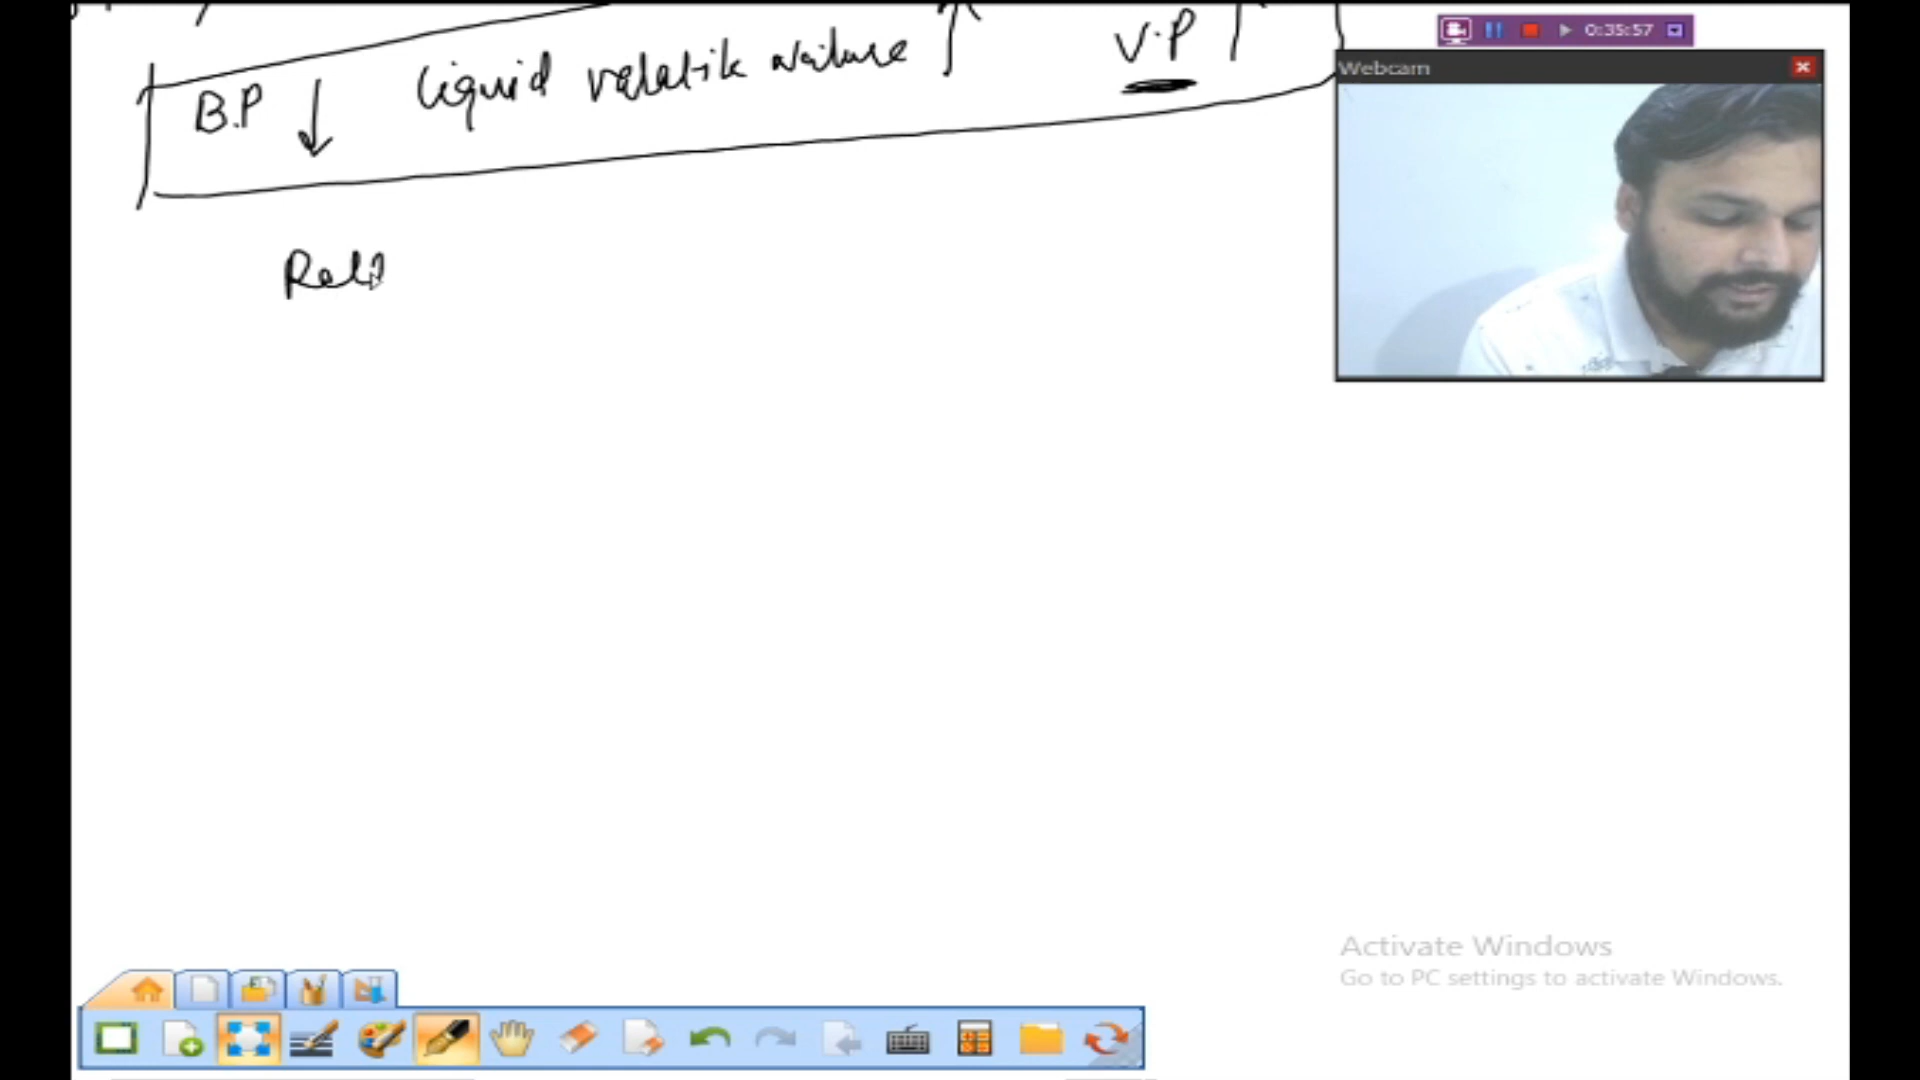 0:35:57
Webcam
B.P ↓ liquid volatile nature ↑ V.P ↑
Rel
Activate Windows
Go to PC settings to activate Windows.